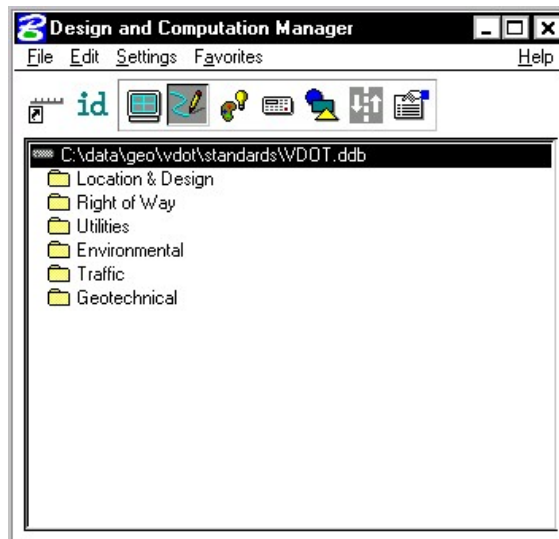 Design and Computation Manager
File Edit Settings Favorites Help
id
C:\data\geo\vdot\standards\VDOT.ddb
Location & Design
Right of Way
Utilities
Environmental
Traffic
Geotechnical